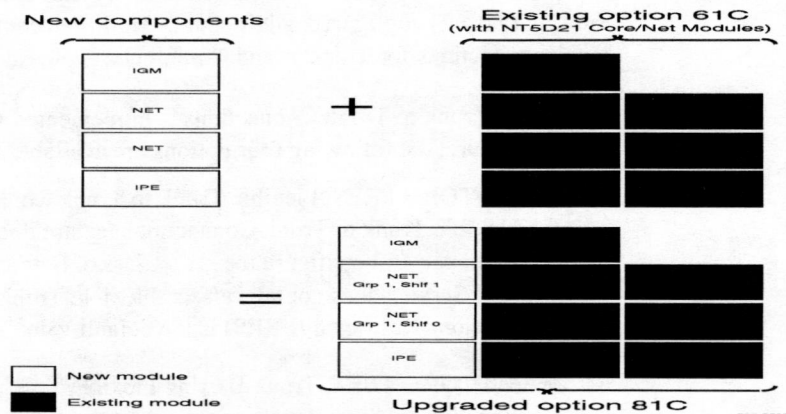 New components
Existing option 61C
(with NT5D21 Core/Net Modules)
IGM
NET
NET
IPE
+
=
IGM
NET
Grp 1, Shlf 1
NET
Grp 1, Shlf 0
IPE
New module
Existing module
Upgraded option 81C